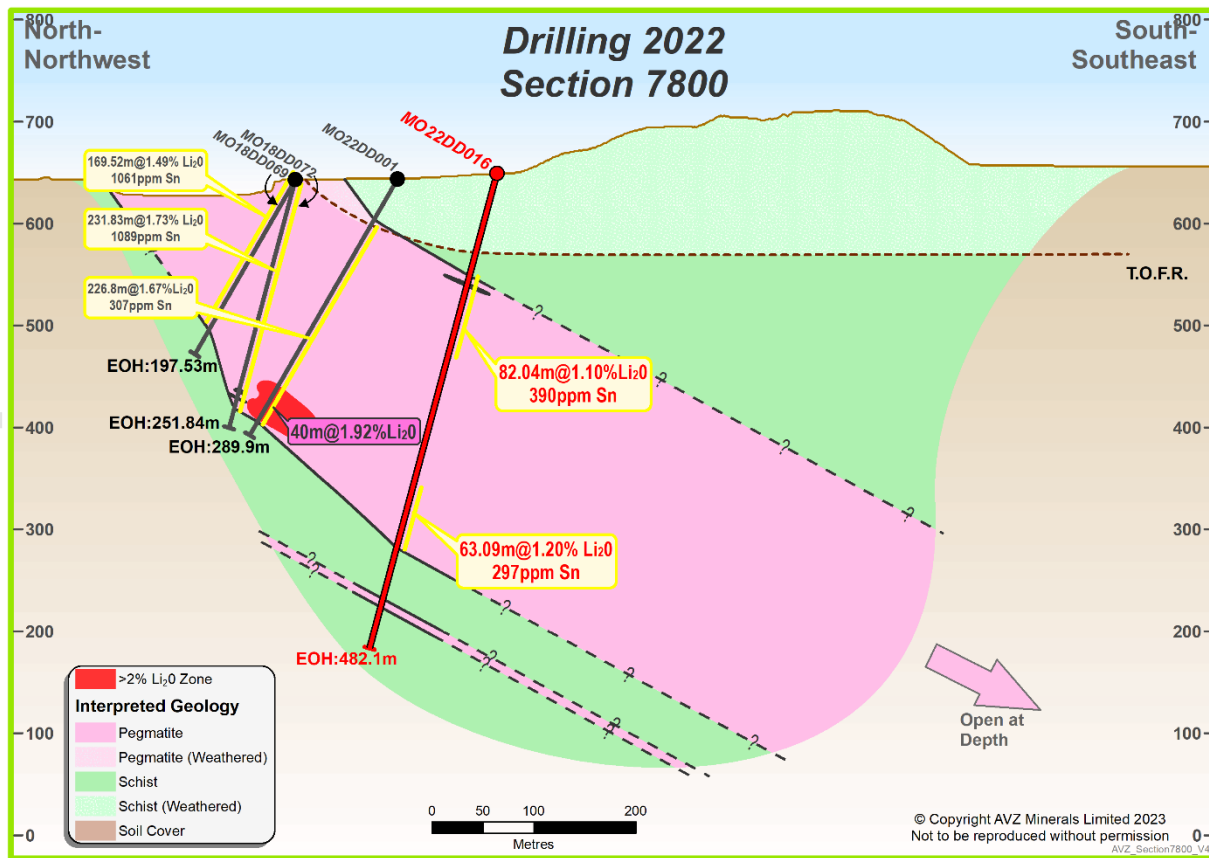 800
North-
Northwest
Drilling 2022
Section 7800
800
South-
Southeast
700
700
MO18DD069
MO18DD072
MO22DD001
MO22DD016
169.52m@1.49% Li₂0
1061ppm Sn
231.83m@1.73% Li₂0
1089ppm Sn
226.8m@1.67%Li₂0
307ppm Sn
600
600
T.O.F.R.
500
500
EOH:197.53m
82.04m@1.10%Li₂0
390ppm Sn
400
400
EOH:251.84m
EOH:289.9m
40m@1.92%Li₂0
300
300
63.09m@1.20% Li₂0
297ppm Sn
?
?
?
?
?
?
?
?
?
?
?
?
?
?
200
200
EOH:482.1m
>2% Li₂0 Zone
Interpreted Geology
Pegmatite
Pegmatite (Weathered)
Schist
Schist (Weathered)
Soil Cover
100
100
Open at
Depth
0
0
0 50 100 200
Metres
© Copyright AVZ Minerals Limited 2023
Not to be reproduced without permission
AVZ_Section7800_V4